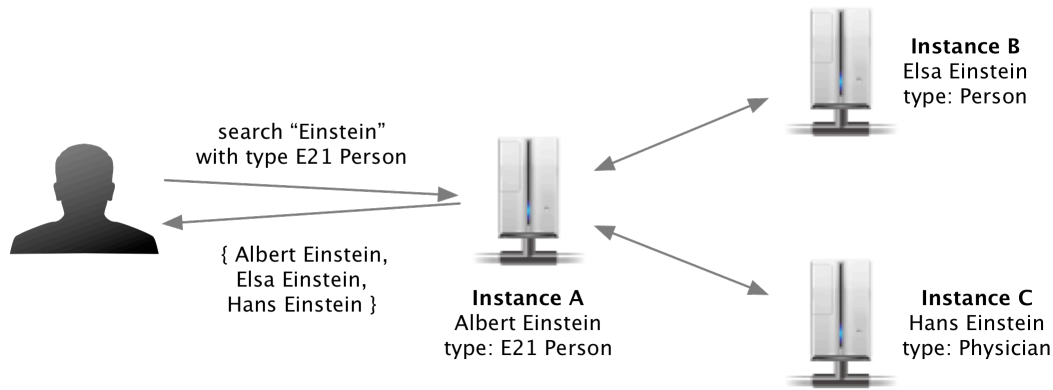 search “Einstein”
with type E21 Person
{ Albert Einstein,
Elsa Einstein,
Hans Einstein }
Instance A
Albert Einstein
type: E21 Person
Instance B
Elsa Einstein
type: Person
Instance C
Hans Einstein
type: Physician